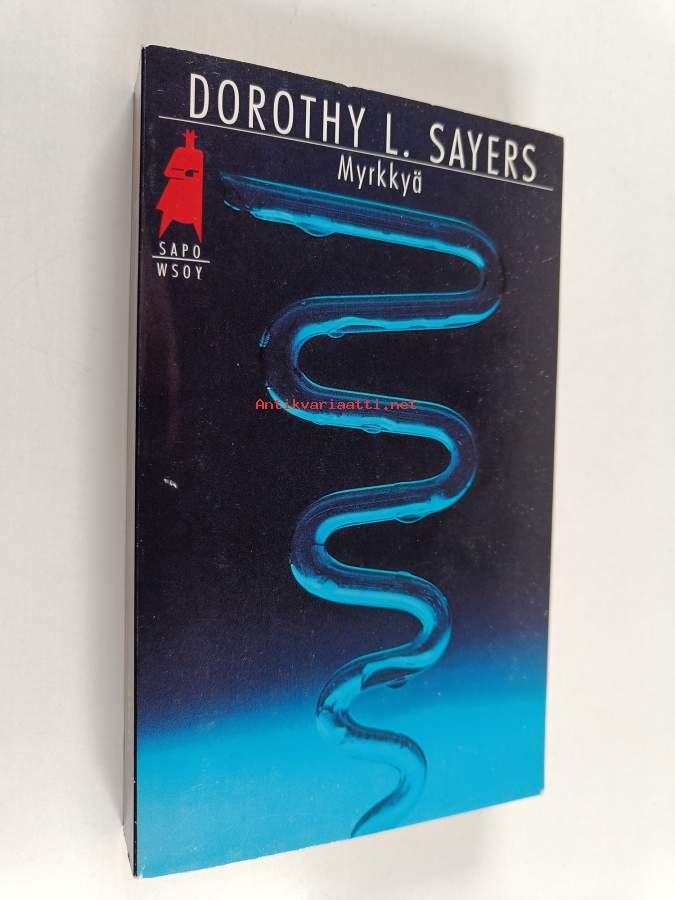 DOROTHY L. SAYERS
Myrkkyä
SAPO
WSOY
Antikvariaatti.net